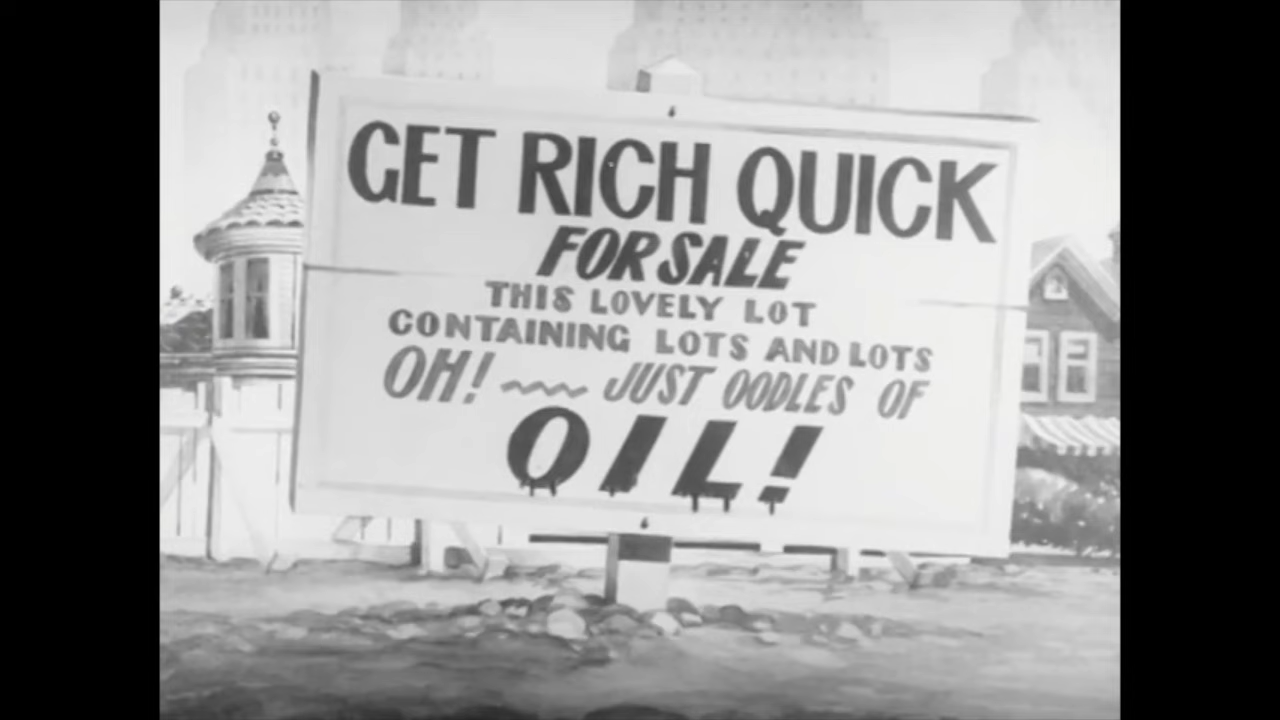 GET RICH QUICK
FOR SALE
THIS LOVELY LOT
CONTAINING LOTS AND LOTS
OH! ~~~ JUST OODLES OF
OIL!